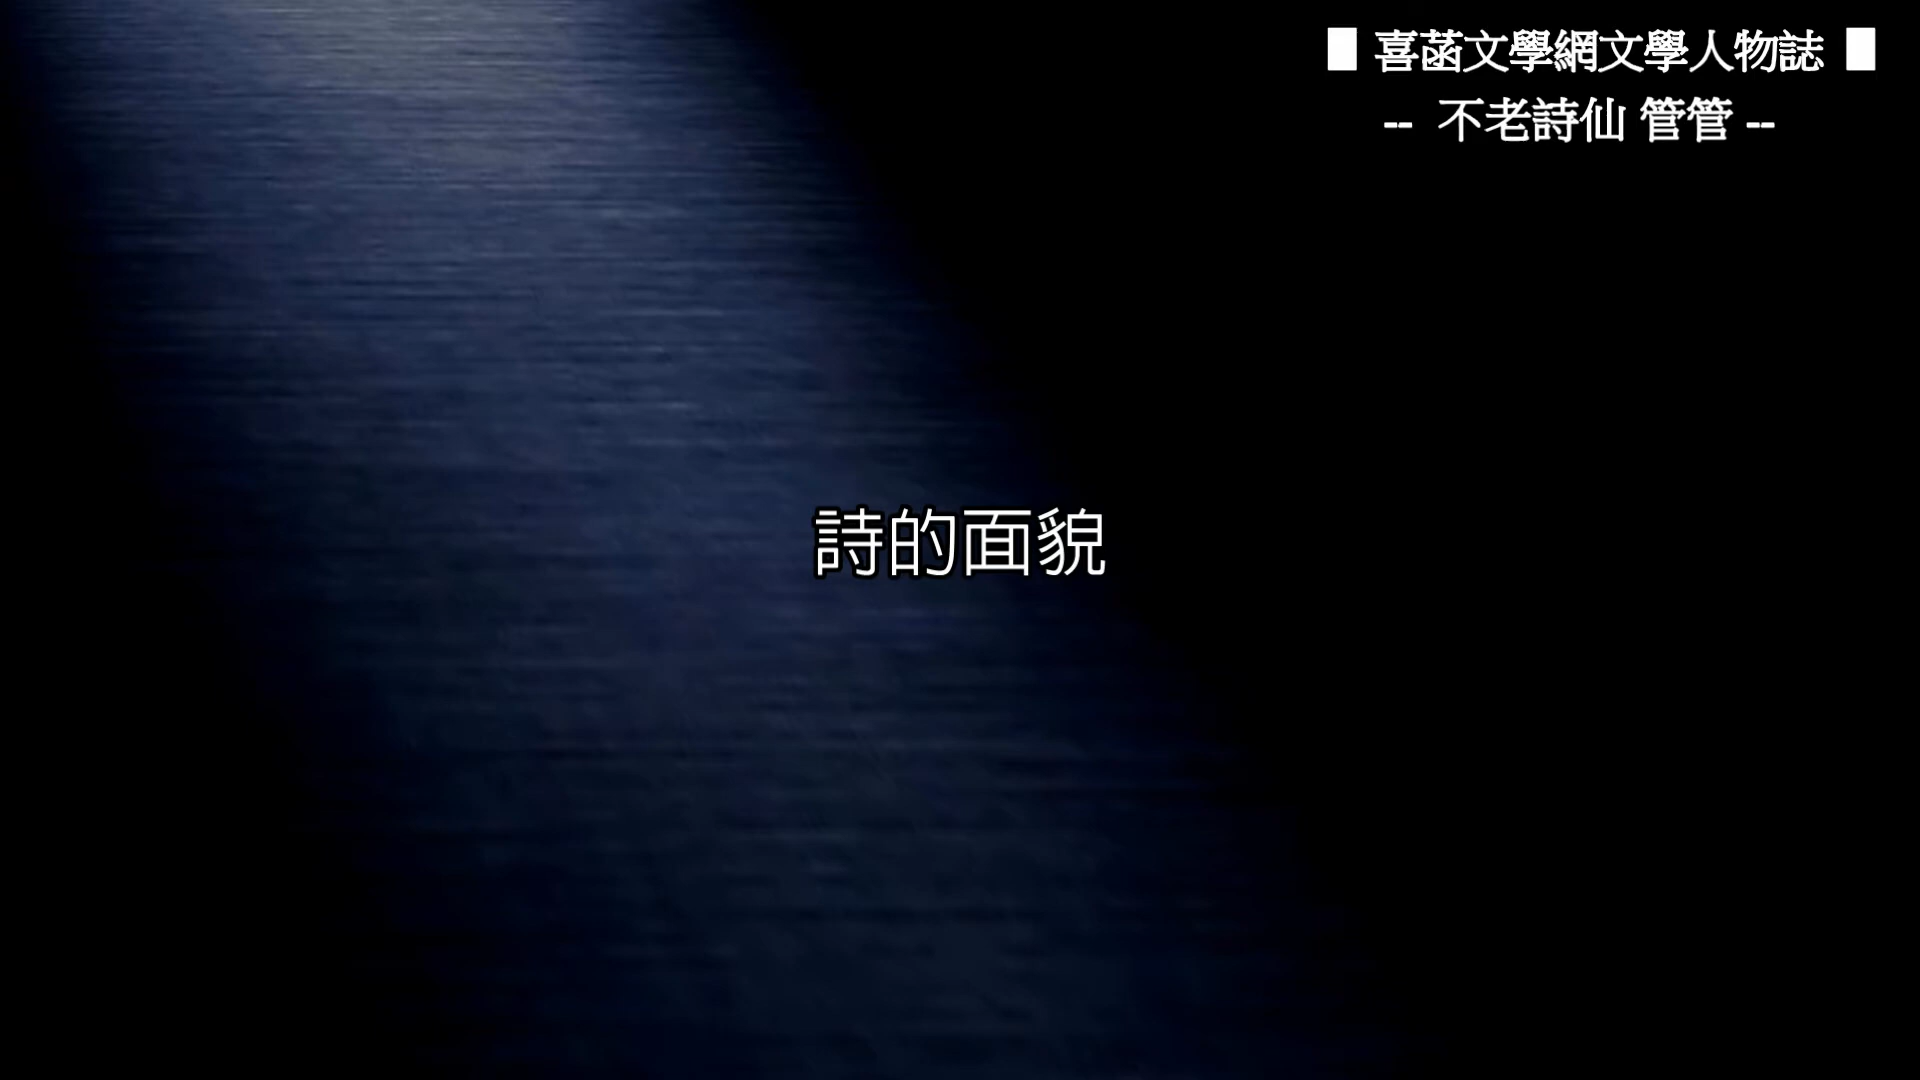 ▋喜菡文學網文學人物誌 ▋
-- 不老詩仙 管管 --
詩的面貌